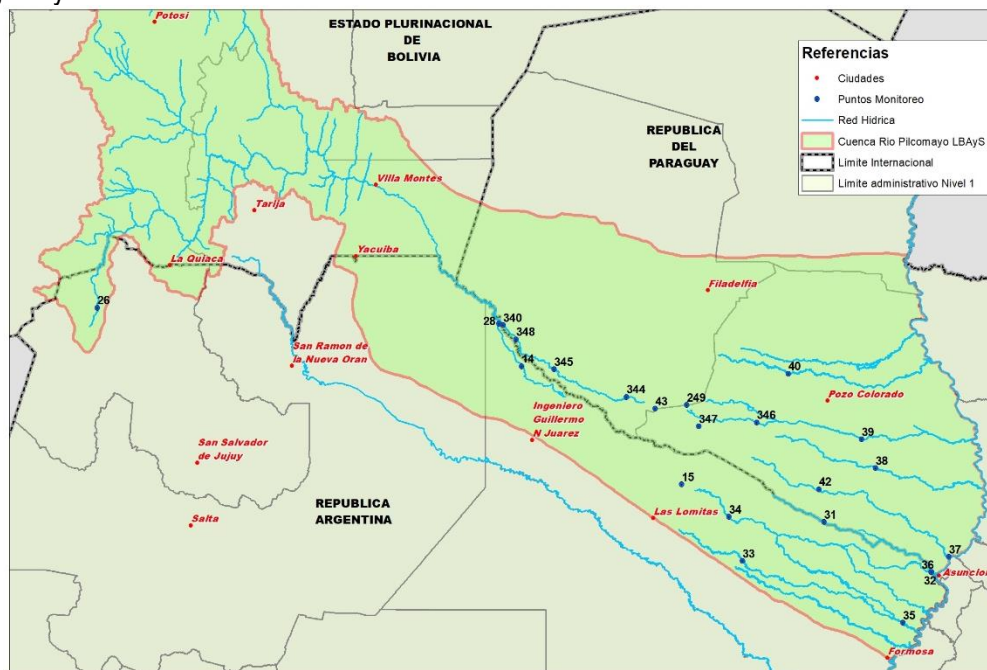 Potosi
ESTADO PLURINACIONAL
DE
BOLIVIA
Referencias
Ciudades
Puntos Monitoreo
Red Hidrica
Cuenca Rio Pilcomayo LBAyS
Limite Internacional
Limite administrativo Nivel 1
REPUBLICA
DEL
PARAGUAY
Villa Montes
Tarija
La Quiaca
Yacuiba
26
Filadelfia
28
340
348
San Ramon de
la Nueva Oran
44
345
40
344
43
249
Pozo Colorado
Ingeniero
Guillermo
N Juarez
347
346
39
San Salvador
de Jujuy
38
15
42
REPUBLICA
ARGENTINA
Salta
Las Lomitas
34
31
33
37
36
32
Asuncion
35
Formosa